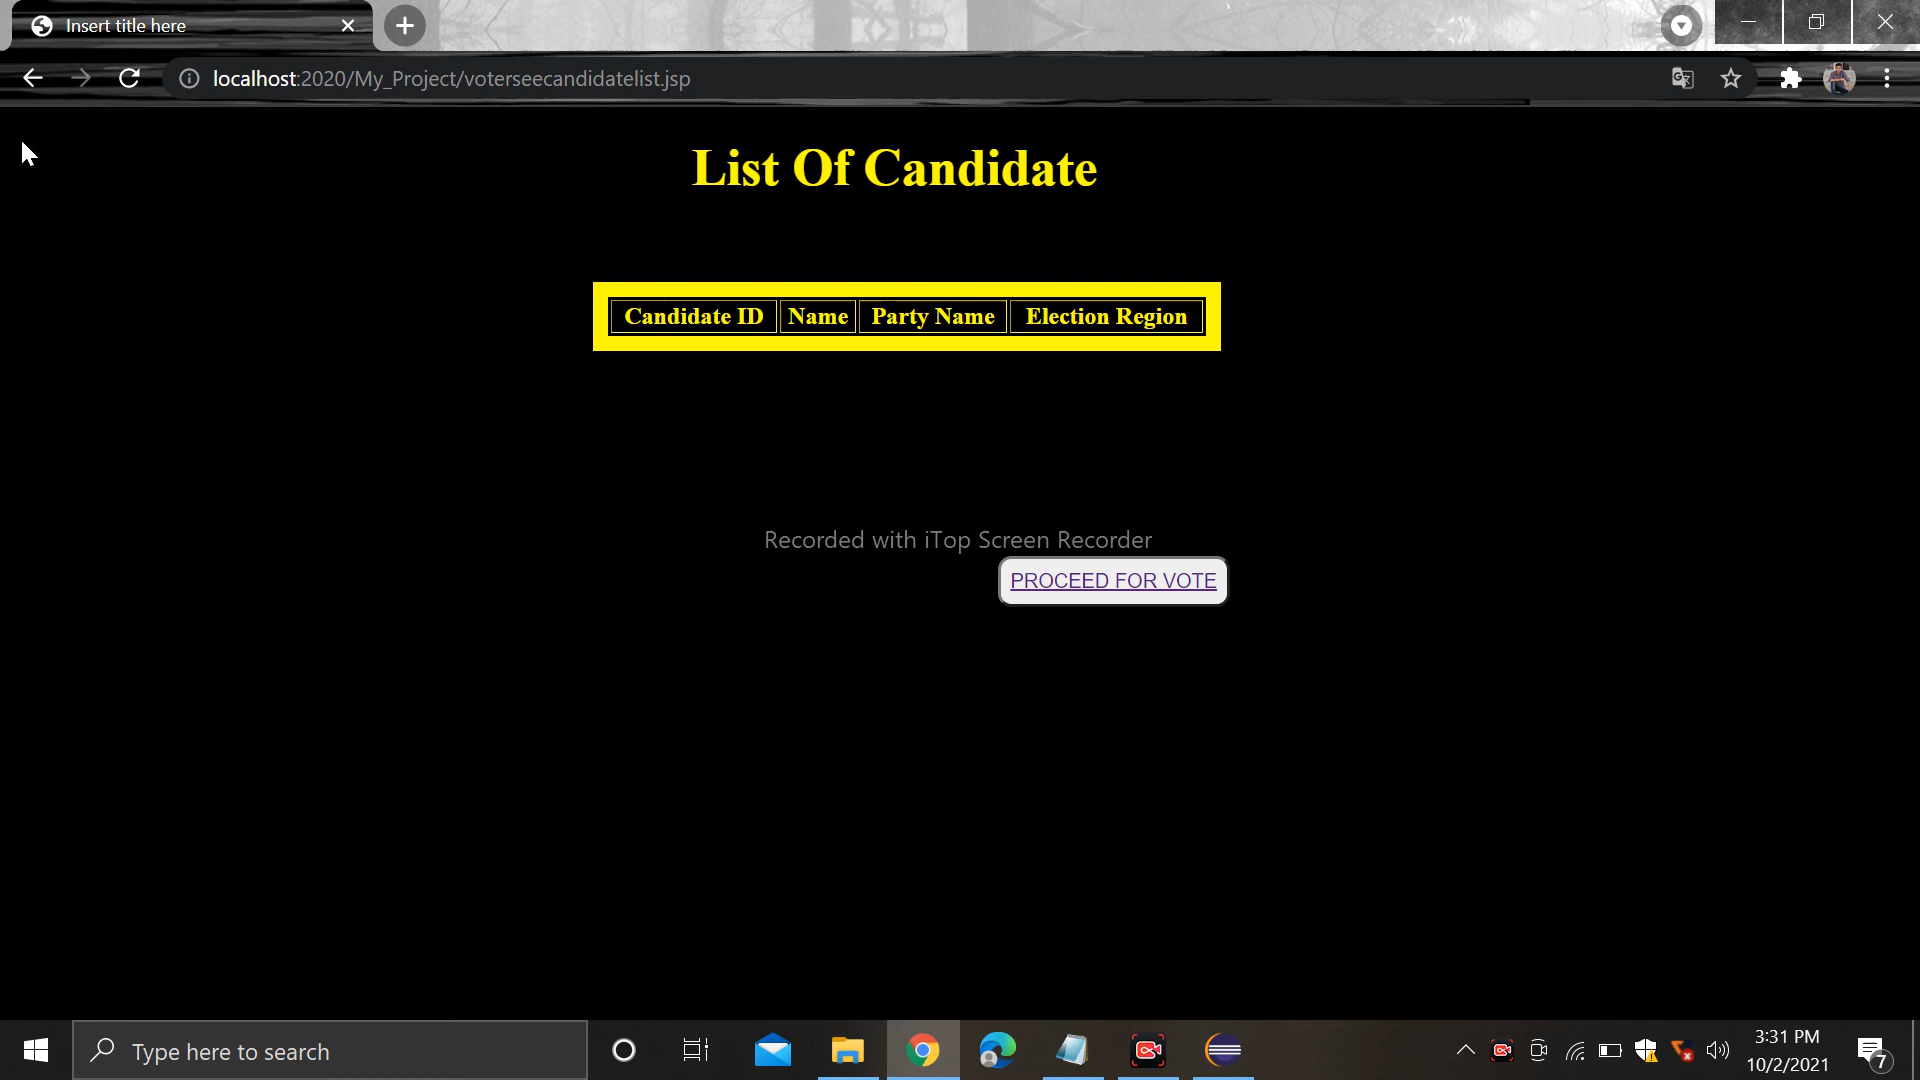 Insert title here
localhost:2020/My_Project/voterseecandidatelist.jsp
List Of Candidate
Candidate ID Name Party Name Election Region
Recorded with iTop Screen Recorder
PROCEED FOR VOTE
Type here to search
3:31 PM
10/2/2021
7